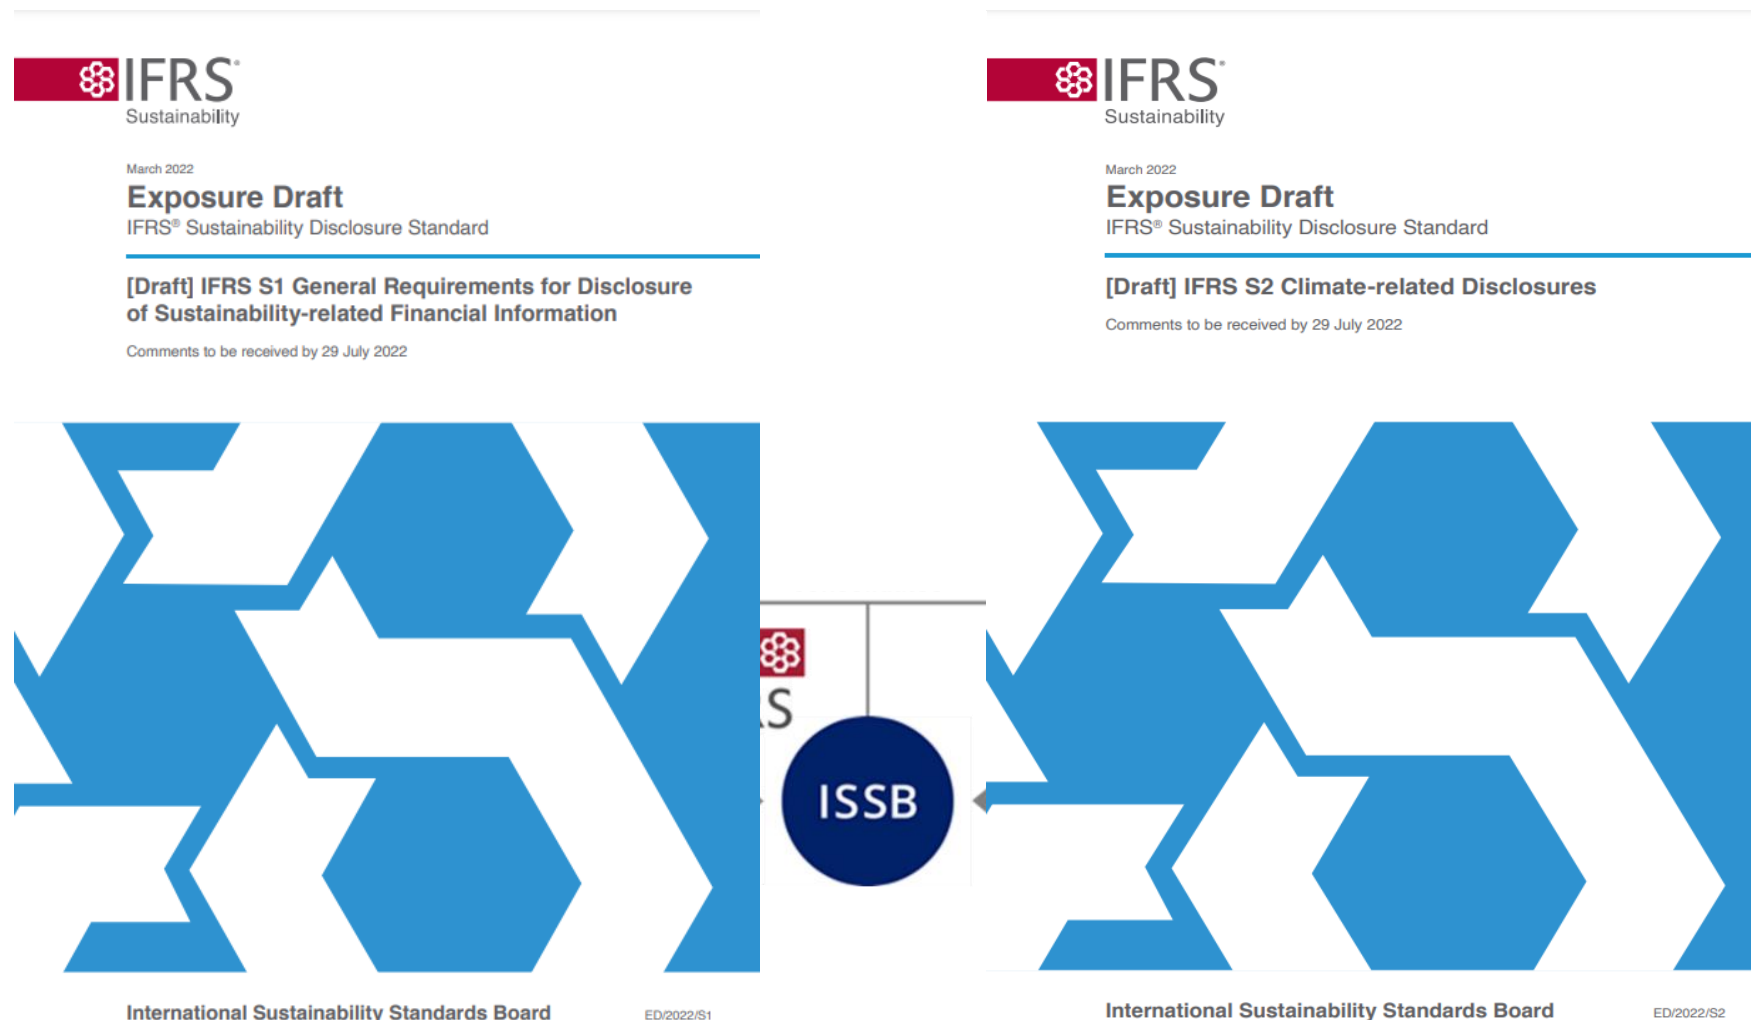 IFRS®
Sustainability
March 2022
Exposure Draft
IFRS® Sustainability Disclosure Standard
[Draft] IFRS S1 General Requirements for Disclosure
of Sustainability-related Financial Information
Comments to be received by 29 July 2022
International Sustainability Standards Board
ED/2022/S1
S
ISSB
IFRS®
Sustainability
March 2022
Exposure Draft
IFRS® Sustainability Disclosure Standard
[Draft] IFRS S2 Climate-related Disclosures
Comments to be received by 29 July 2022
International Sustainability Standards Board
ED/2022/S2